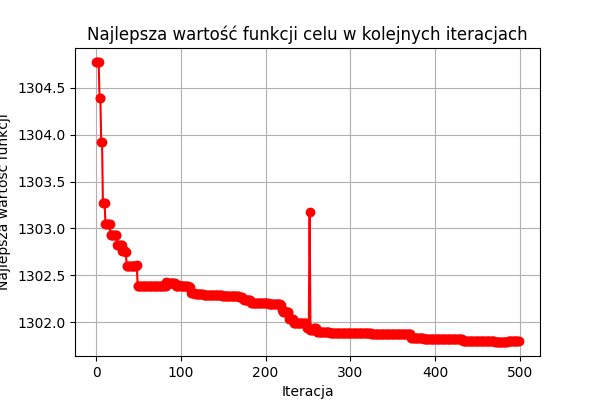 Najlepsza wartość funkcji celu w kolejnych iteracjach
Najlepsza wartość funkcji
1304.5
1304.0
1303.5
1303.0
1302.5
1302.0
0 100 200 300 400 500
Iteracja